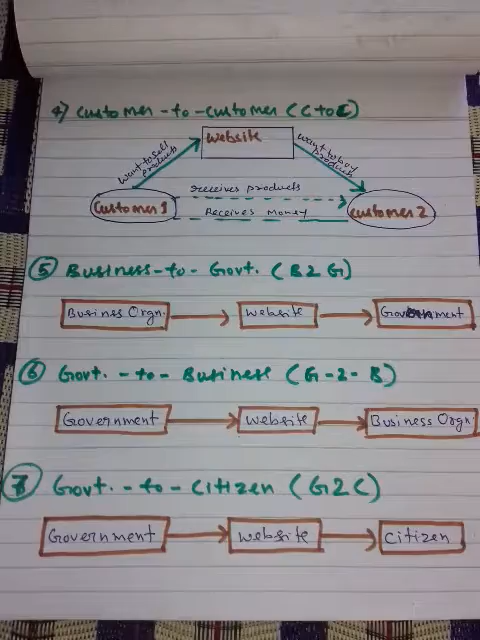 4) Customer-to-customer (CtoC)
Website
Want to sell products
Want to buy product
receives products
Customer 1
Receives Money
customer 2
5 Business-to-Govt. (B2G)
Business Orgn.
Website
Government
6 Govt.-to-Business (G-2-B)
Government
Website
Business Orgn.
7 Govt.-to-Citizen (G2C)
Government
Website
Citizen